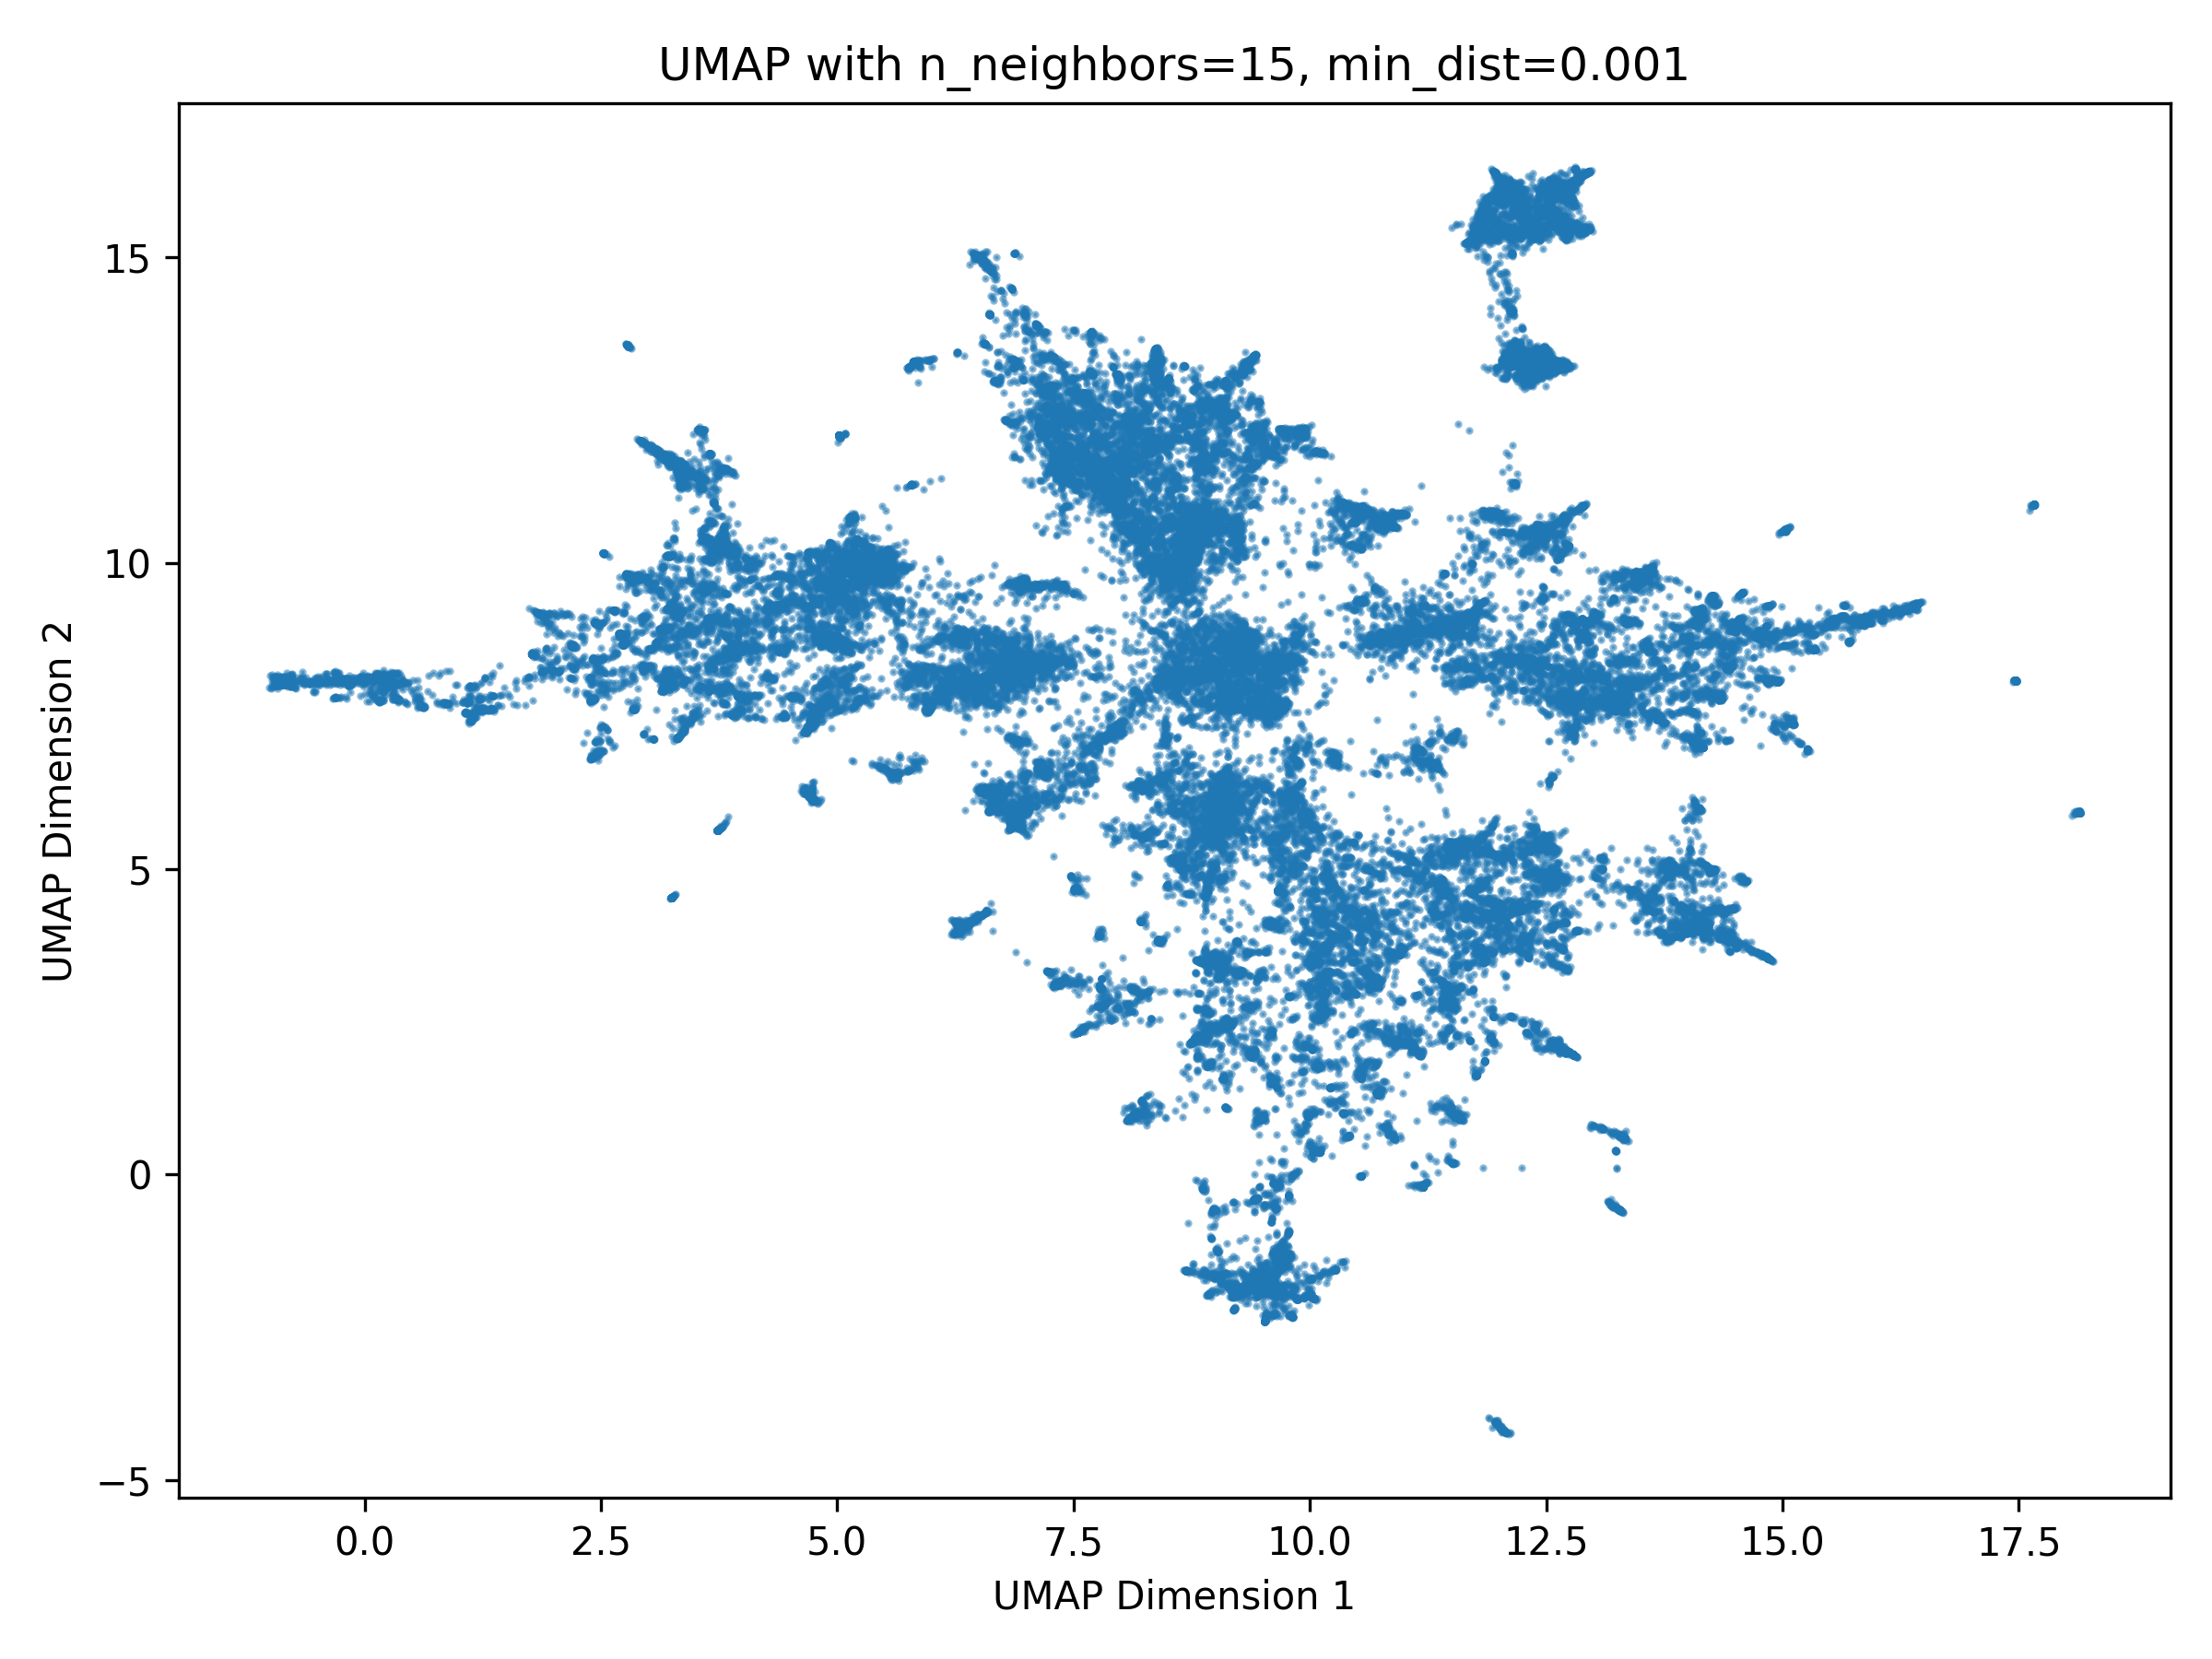 UMAP with n_neighbors=15, min_dist=0.001
UMAP Dimension 2
15
10
5
0
−5
0.0 2.5 5.0 7.5 10.0 12.5 15.0 17.5
UMAP Dimension 1